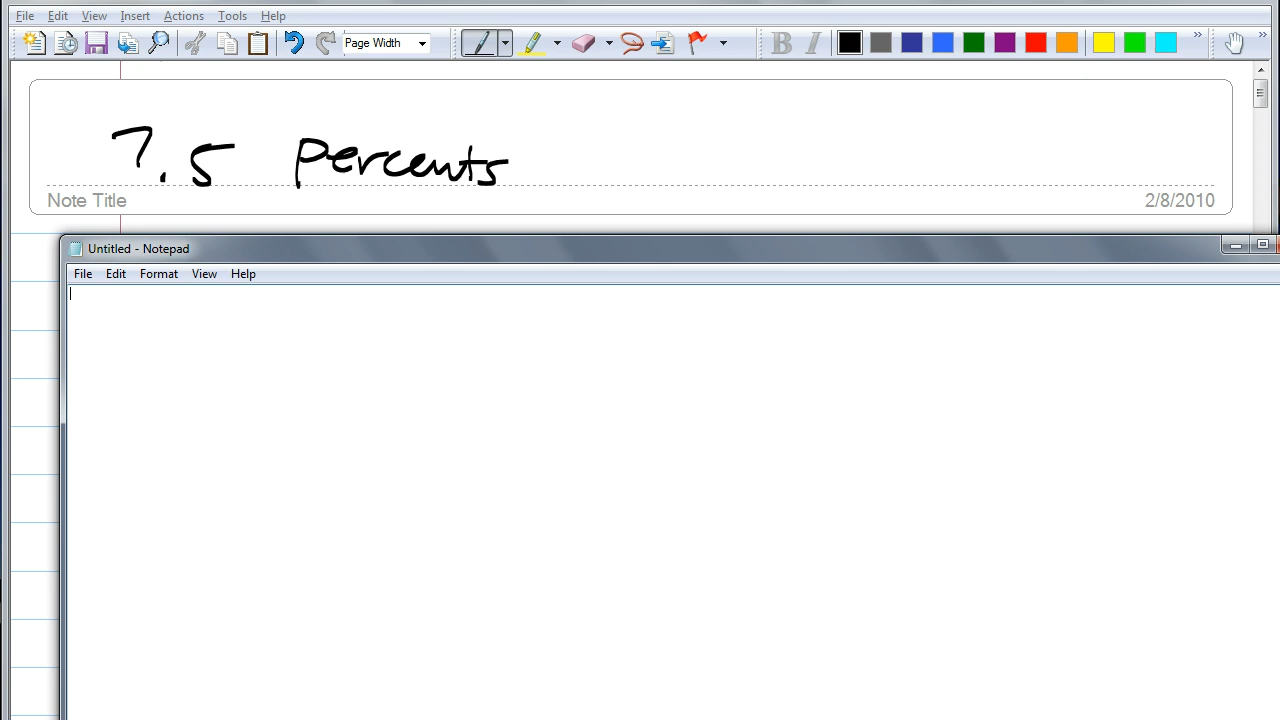 File Edit View Insert Actions Tools Help
Page Width
B I
7.5 Percents
Note Title 2/8/2010
Untitled - Notepad
File Edit Format View Help